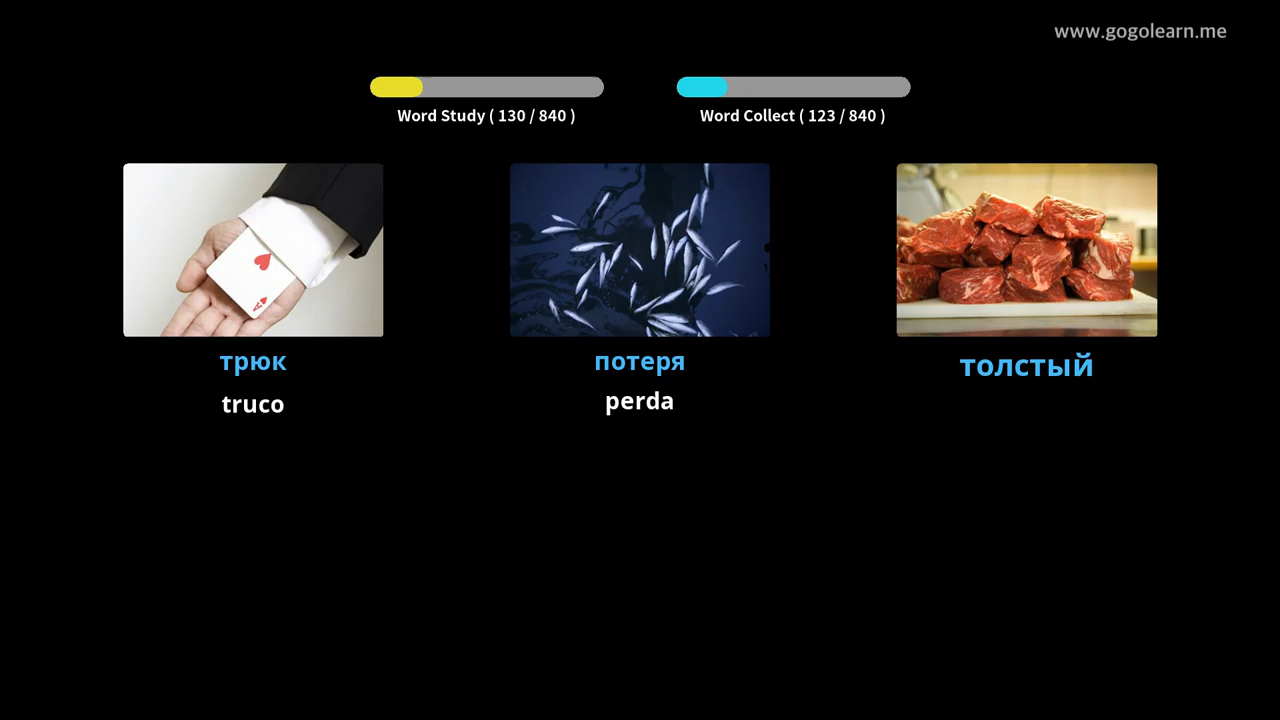 www.gogolearn.me
Word Study ( 130 / 840 )
Word Collect ( 123 / 840 )
трюк
потеря
толстый
truco
perda